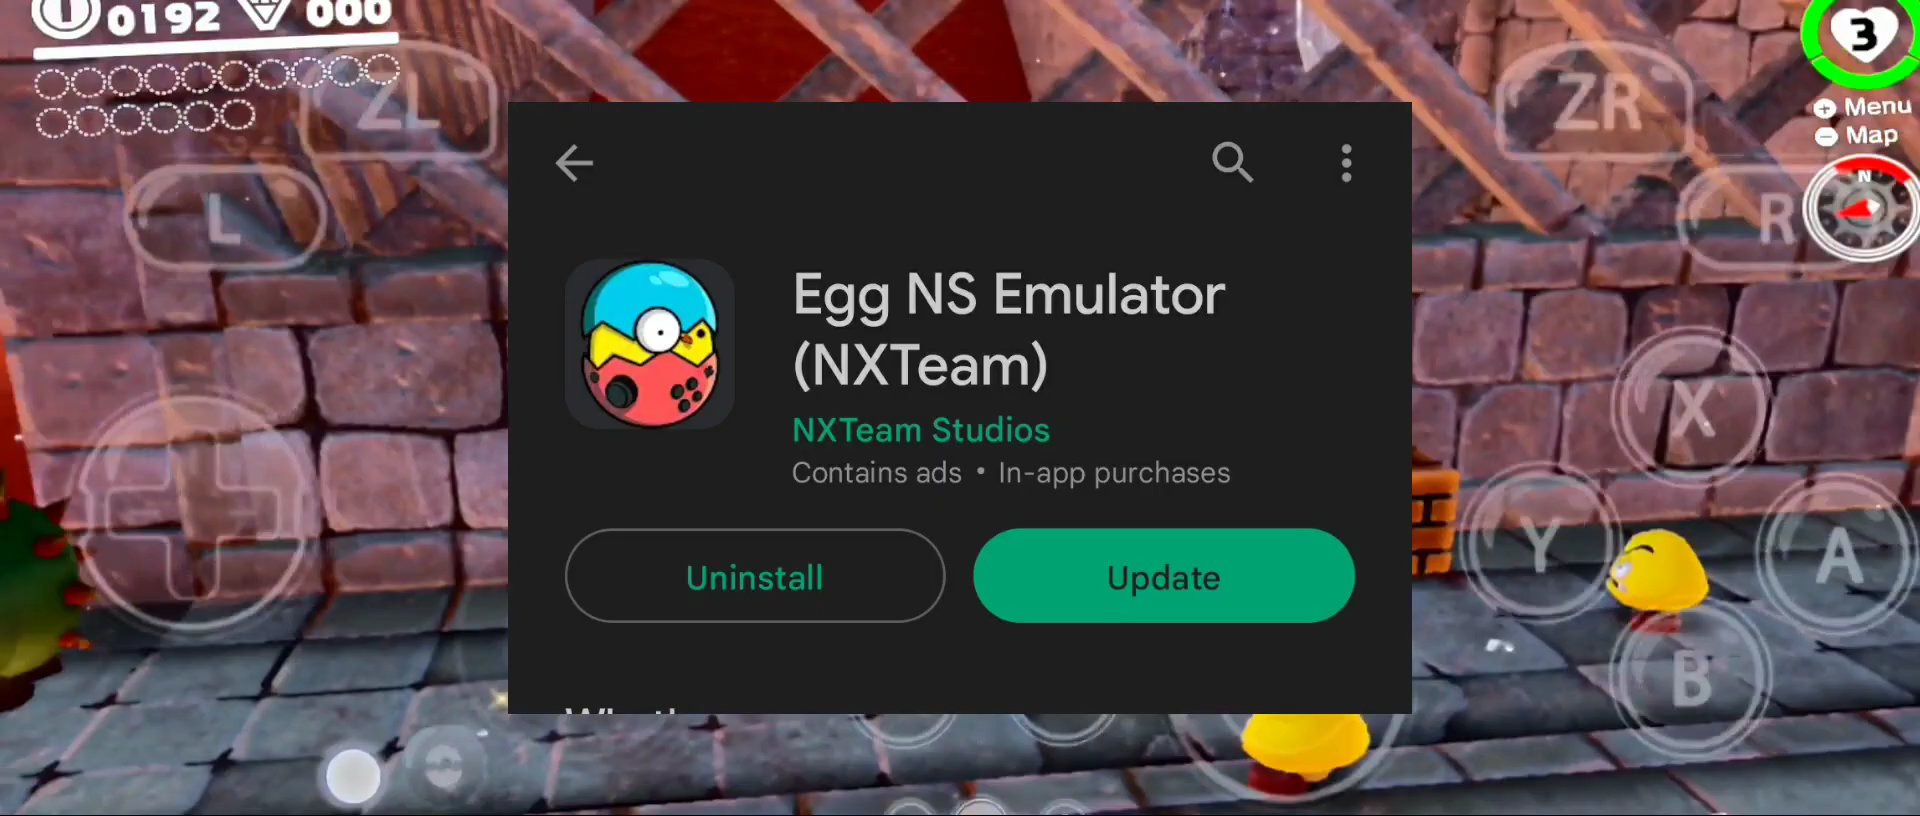 0192 000
3
Menu
Map
N
ZL
ZR
L
R
Egg NS Emulator
(NXTeam)
NXTeam Studios
Contains ads • In-app purchases
Uninstall
Update
X
Y
A
B